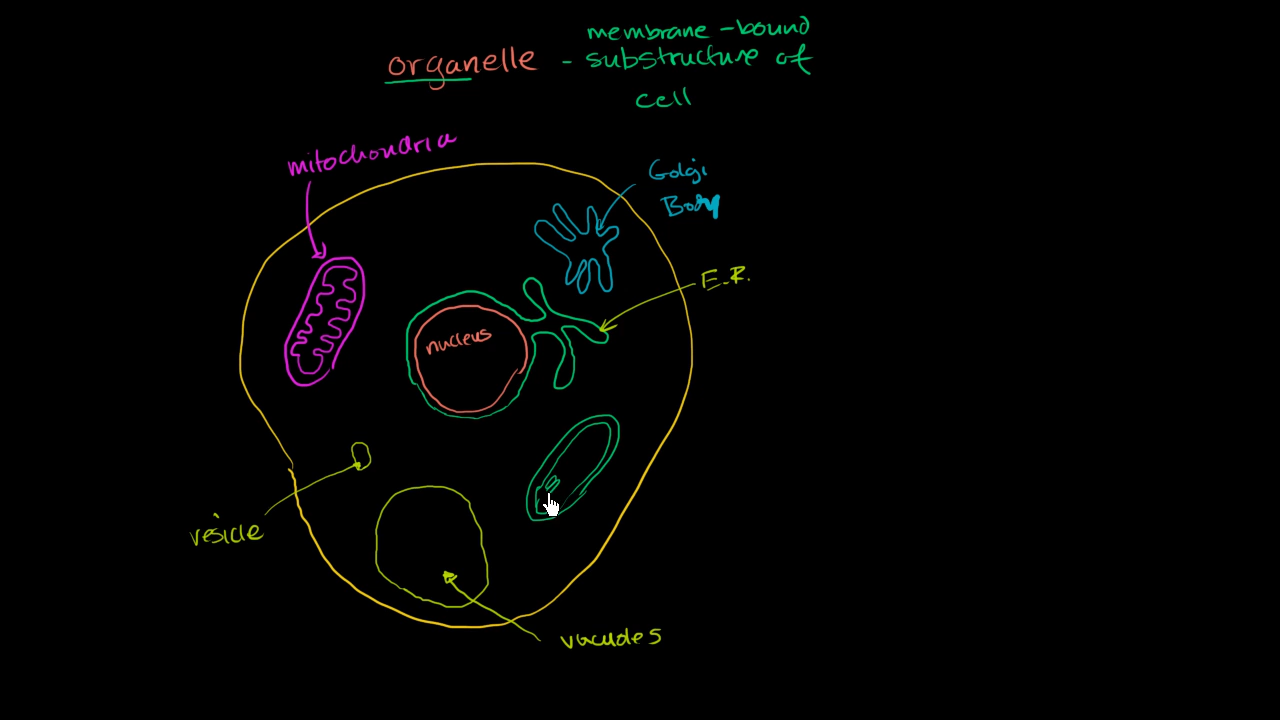 membrane-bound
organelle - substructure of
cell
mitochondria
Golgi
Body
E.R.
nucleus
vesicle
vacuoles